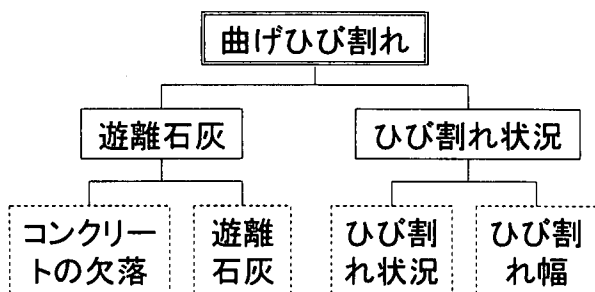 曲げひび割れ
遊離石灰
ひび割れ状況
コンクリー
トの欠落
遊離
石灰
ひび割
れ状況
ひび割
れ幅